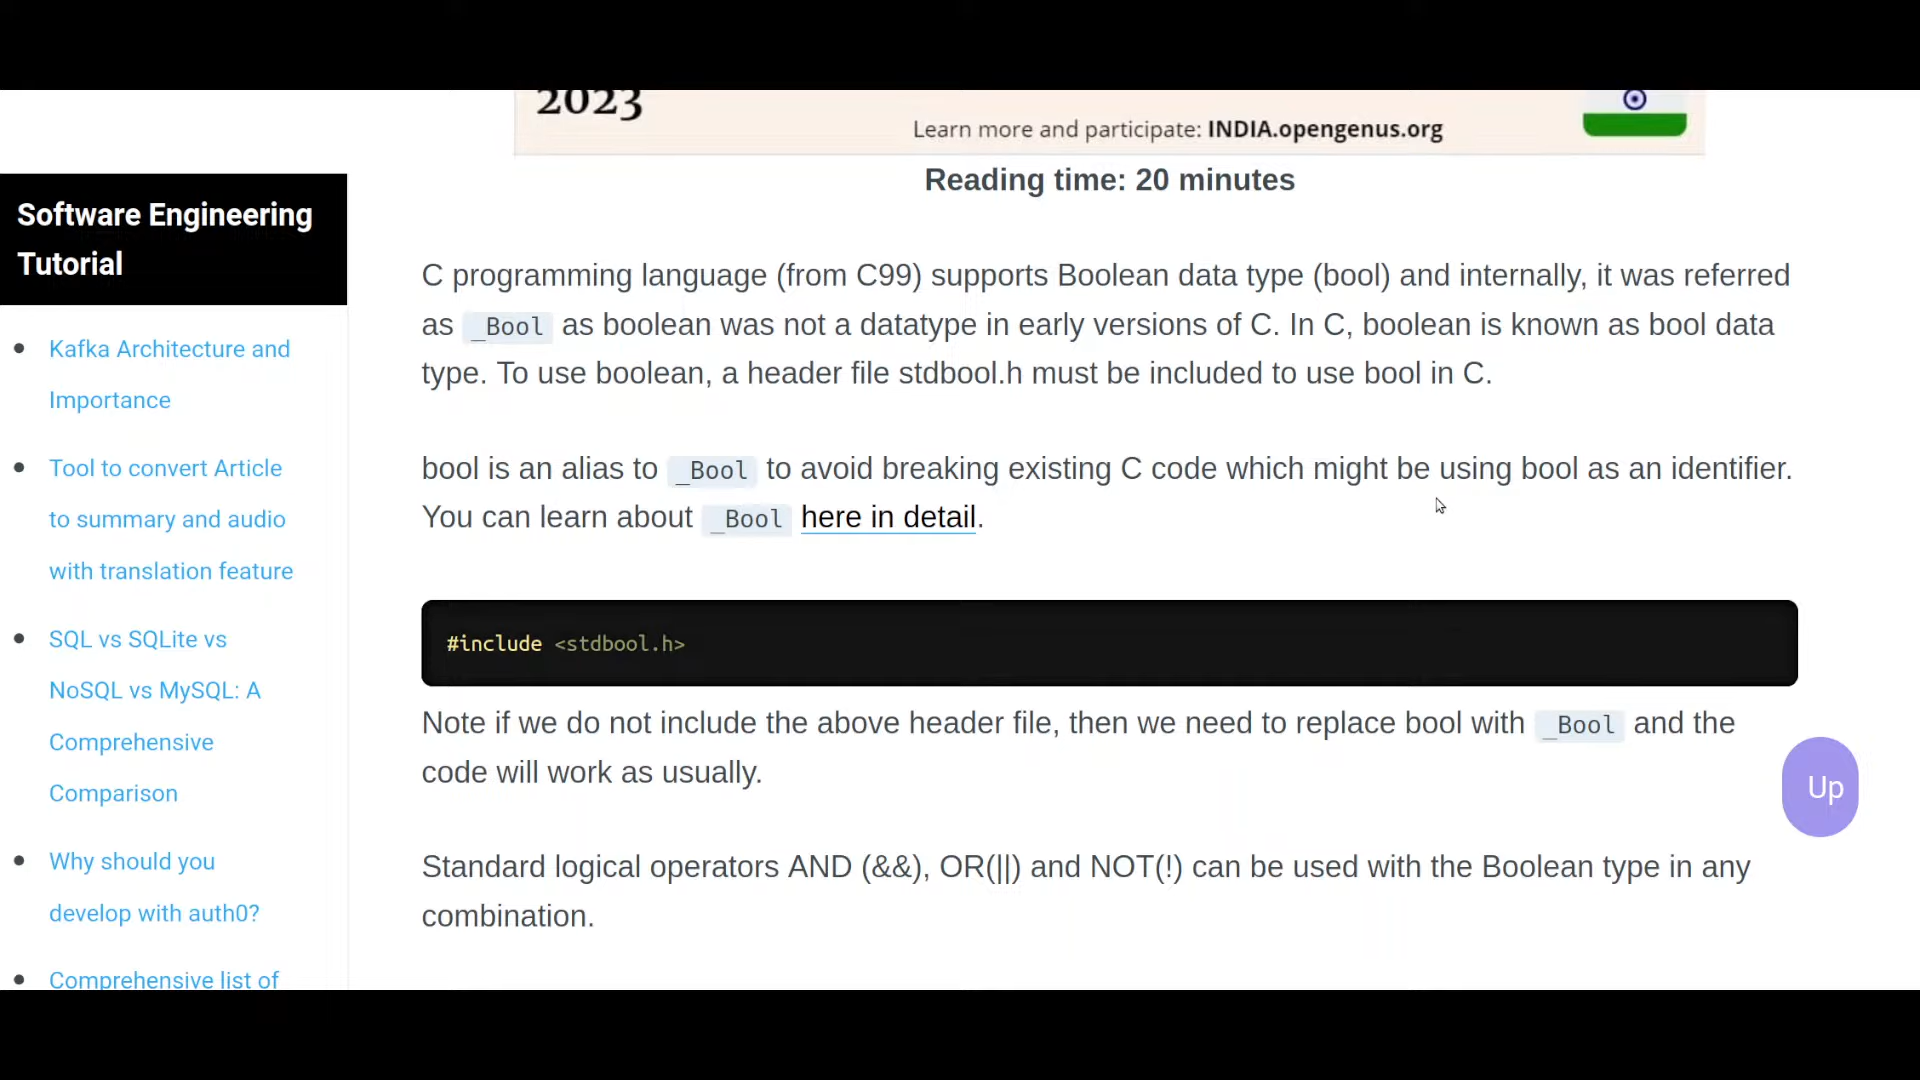 2023
Learn more and participate: INDIA.opengenus.org
Reading time: 20 minutes
Software Engineering
Tutorial
Kafka Architecture and
Importance
Tool to convert Article
to summary and audio
with translation feature
SQL vs SQLite vs
NoSQL vs MySQL: A
Comprehensive
Comparison
Why should you
develop with auth0?
Comprehensive list of
C programming language (from C99) supports Boolean data type (bool) and internally, it was referred
as _Bool as boolean was not a datatype in early versions of C. In C, boolean is known as bool data
type. To use boolean, a header file stdbool.h must be included to use bool in C.
bool is an alias to _Bool to avoid breaking existing C code which might be using bool as an identifier.
You can learn about _Bool here in detail.
#include <stdbool.h>
Note if we do not include the above header file, then we need to replace bool with _Bool and the
code will work as usually.
Standard logical operators AND (&&), OR(||) and NOT(!) can be used with the Boolean type in any
combination.
Up